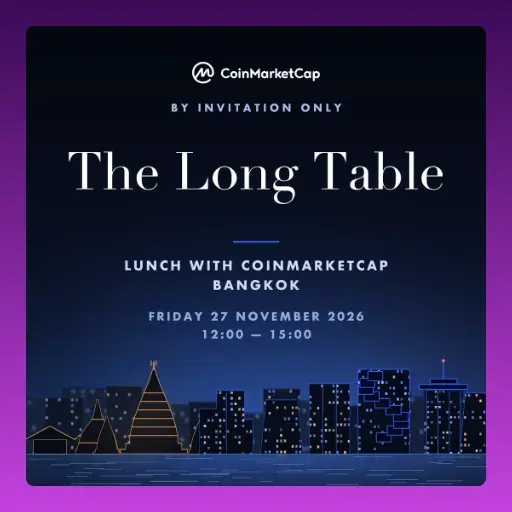 CoinMarketCap
BY INVITATION ONLY
The Long Table
LUNCH WITH COINMARKETCAP
BANGKOK
FRIDAY 27 NOVEMBER 2026
12:00 — 15:00